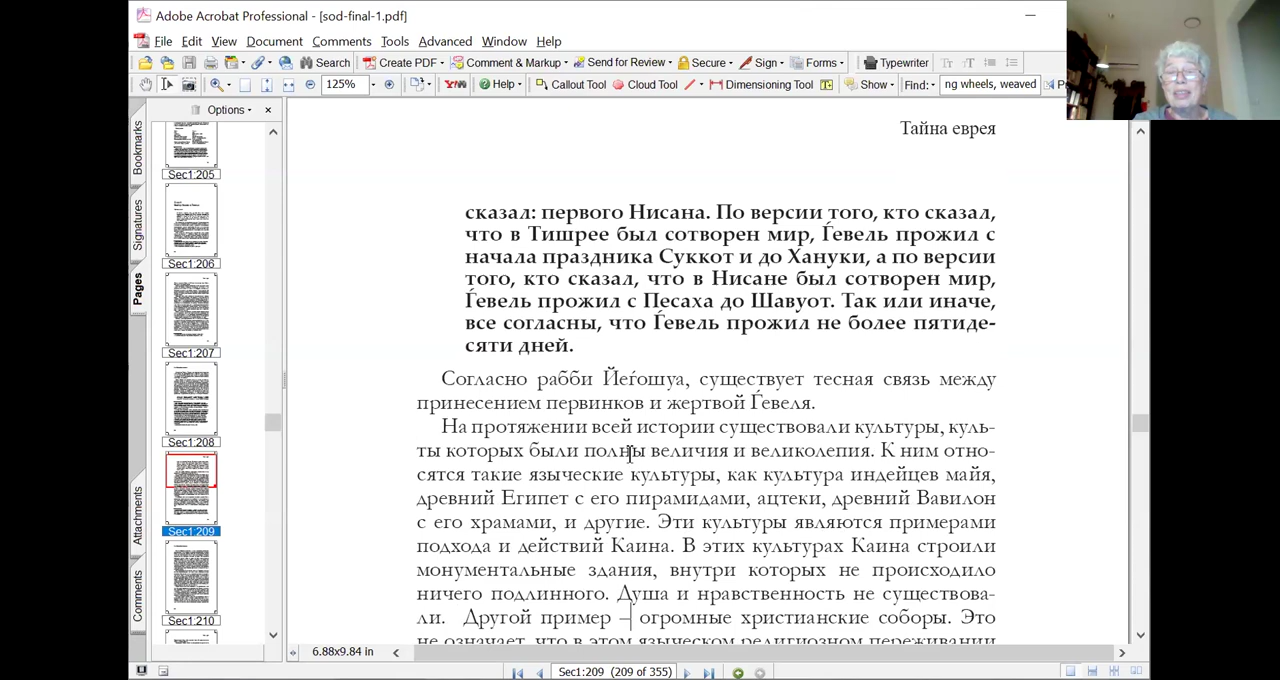 Adobe Acrobat Professional - [sod-final-1.pdf]
File Edit View Document Comments Tools Advanced Window Help
Search Create PDF Comment & Markup Send for Review Secure Sign Forms Typewriter
125% Help Callout Tool Cloud Tool Dimensioning Tool Show Find: ng wheels, weaved
Options
Bookmarks
Signatures
Pages
Attachments
Comments
Sec1:205
Sec1:206
Sec1:207
Sec1:208
Sec1:209
Sec1:210
Тайна еврея
сказал: первого Нисана. По версии того, кто сказал,
что в Тишрее был сотворен мир, Ѓевель прожил с
начала праздника Суккот и до Хануки, а по версии
того, кто сказал, что в Нисане был сотворен мир,
Ѓевель прожил с Песаха до Шавуот. Так или иначе,
все согласны, что Ѓевель прожил не более пятиде-
сяти дней.
Согласно рабби Йеѓошуа, существует тесная связь между
принесением первинков и жертвой Ѓевеля.
На протяжении всей истории существовали культуры, куль-
ты которых были полны величия и великолепия. К ним отно-
сятся такие языческие культуры, как культура индейцев майя,
древний Египет с его пирамидами, ацтеки, древний Вавилон
с его храмами, и другие. Эти культуры являются примерами
подхода и действий Каина. В этих культурах Каина строили
монументальные здания, внутри которых не происходило
ничего подлинного. Душа и нравственность не существова-
ли. Другой пример – огромные христианские соборы. Это
не означает, что в этом языческом религиозном переживании
6.88x9.84 in
Sec1:209 (209 of 355)